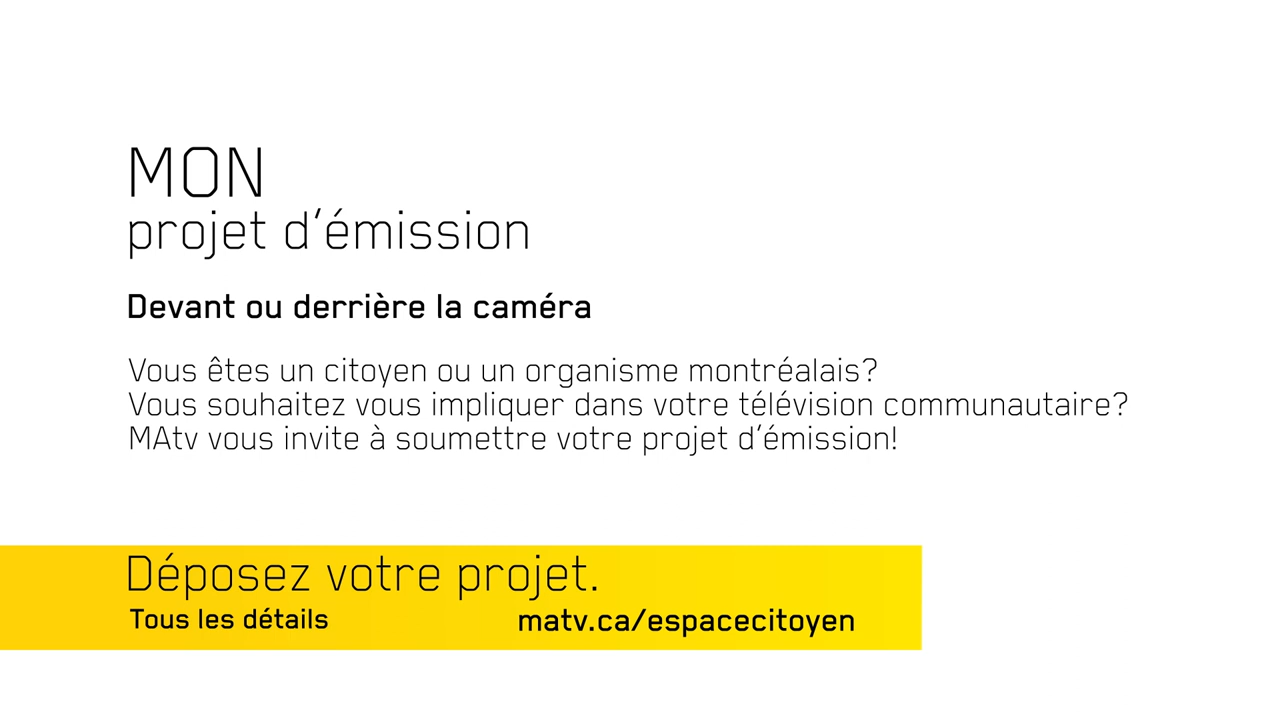 MON
projet d'émission
Devant ou derrière la caméra
Vous êtes un citoyen ou un organisme montréalais?
Vous souhaitez vous impliquer dans votre télévision communautaire?
MAtv vous invite à soumettre votre projet d'émission!
Déposez votre projet.
Tous les détails matv.ca/espacecitoyen